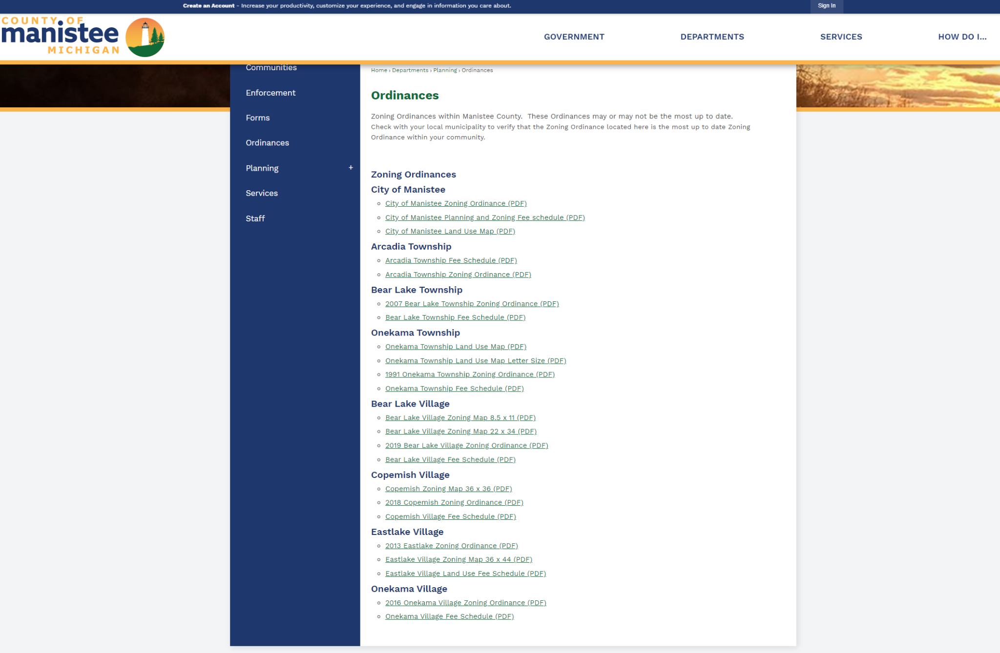 Create an Account - Increase your productivity, customize your experience, and engage in information you care about.
Sign In
COUNTY OF
manistee
MICHIGAN
GOVERNMENT
DEPARTMENTS
SERVICES
HOW DO I...
Communities
Enforcement
Forms
Ordinances
Planning +
Services
Staff
Home › Departments › Planning › Ordinances
Ordinances
Zoning Ordinances within Manistee County. These Ordinances may or may not be the most up to date.
Check with your local municipality to verify that the Zoning Ordinance located here is the most up to date Zoning
Ordinance within your community.
Zoning Ordinances
City of Manistee
City of Manistee Zoning Ordinance (PDF)
City of Manistee Planning and Zoning Fee schedule (PDF)
City of Manistee Land Use Map (PDF)
Arcadia Township
Arcadia Township Fee Schedule (PDF)
Arcadia Township Zoning Ordinance (PDF)
Bear Lake Township
2007 Bear Lake Township Zoning Ordinance (PDF)
Bear Lake Township Fee Schedule (PDF)
Onekama Township
Onekama Township Land Use Map (PDF)
Onekama Township Land Use Map Letter Size (PDF)
1991 Onekama Township Zoning Ordinance (PDF)
Onekama Township Fee Schedule (PDF)
Bear Lake Village
Bear Lake Village Zoning Map 8.5 x 11 (PDF)
Bear Lake Village Zoning Map 22 x 34 (PDF)
2019 Bear Lake Village Zoning Ordinance (PDF)
Bear Lake Village Fee Schedule (PDF)
Copemish Village
Copemish Zoning Map 36 x 36 (PDF)
2018 Copemish Zoning Ordinance (PDF)
Copemish Village Fee Schedule (PDF)
Eastlake Village
2013 Eastlake Zoning Ordinance (PDF)
Eastlake Village Zoning Map 36 x 44 (PDF)
Eastlake Village Land Use Fee Schedule (PDF)
Onekama Village
2016 Onekama Village Zoning Ordinance (PDF)
Onekama Village Fee Schedule (PDF)